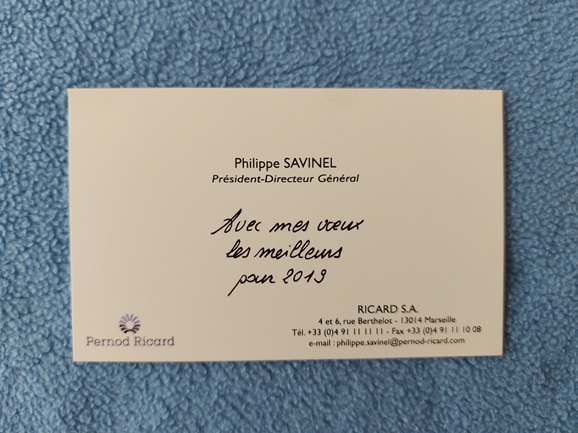 Philippe SAVINEL
Président-Directeur Général
Avec mes vœux
les meilleurs
pour 2019
RICARD S.A.
4 et 6, rue Berthelot - 13014 Marseille
Tél. +33 (0)4 91 11 11 11 - Fax +33 (0)4 91 11 10 08
e-mail : philippe.savinel@pernod-ricard.com
Pernod Ricard